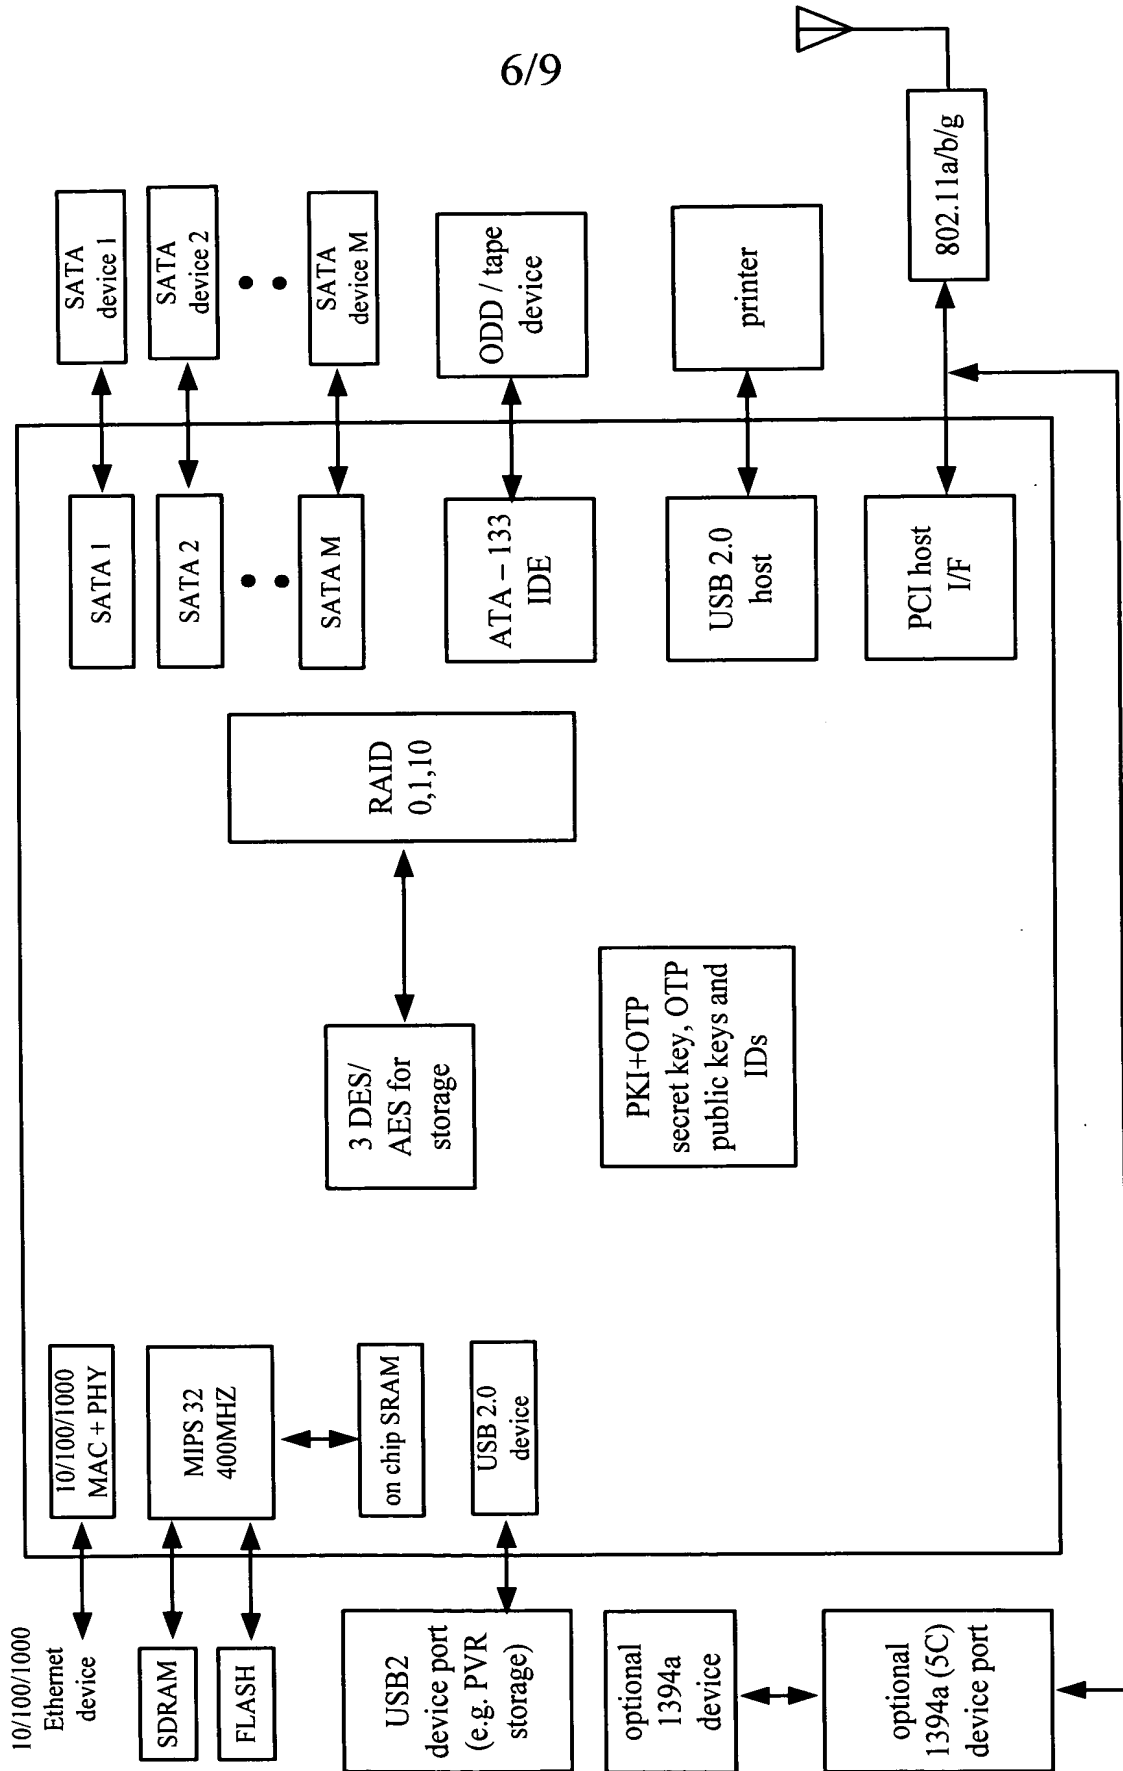 6/9
10/100/1000
Ethernet
device
SDRAM
FLASH
USB2
device port
(e.g. PVR
storage)
optional
1394a
device
optional
1394a (5C)
device port
10/100/1000
MAC + PHY
MIPS 32
400MHZ
on chip SRAM
USB 2.0
device
3 DES/
AES for
storage
PKI+OTP
secret key, OTP
public keys and
IDs
RAID
0,1,10
SATA 1
SATA 2
SATA M
ATA – 133
IDE
USB 2.0
host
PCI host
I/F
SATA
device 1
SATA
device 2
SATA
device M
ODD / tape
device
printer
802.11a/b/g